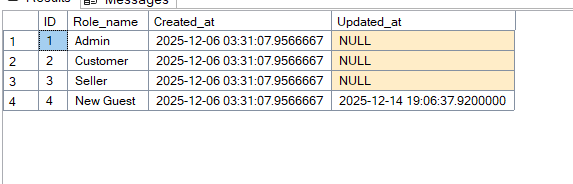 Results Messages
ID Role_name Created_at Updated_at
1 1 Admin 2025-12-06 03:31:07.9566667 NULL
2 2 Customer 2025-12-06 03:31:07.9566667 NULL
3 3 Seller 2025-12-06 03:31:07.9566667 NULL
4 4 New Guest 2025-12-06 03:31:07.9566667 2025-12-14 19:06:37.9200000